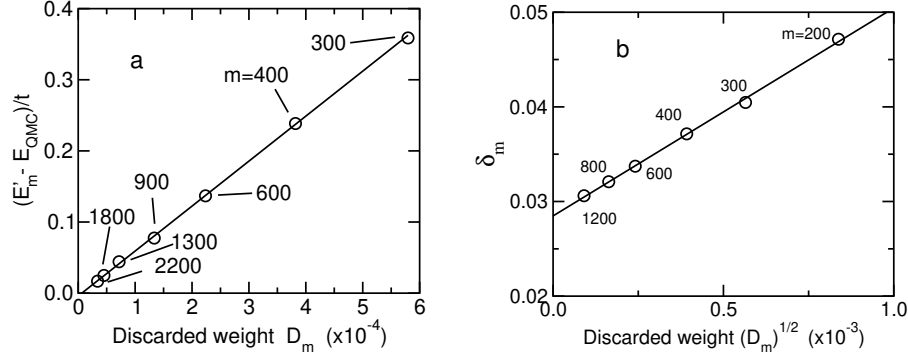 a
(E'm - EQMC)/t
0.4
0.3
0.2
0.1
0.0
300
m=400
900
600
1800
1300
2200
0 1 2 3 4 5 6
Discarded weight Dm (x10-4)
b
δm
0.05
0.04
0.03
0.02
m=200
300
400
800
600
1200
0.0 0.5 1.0
Discarded weight (Dm)1/2 (x10-3)